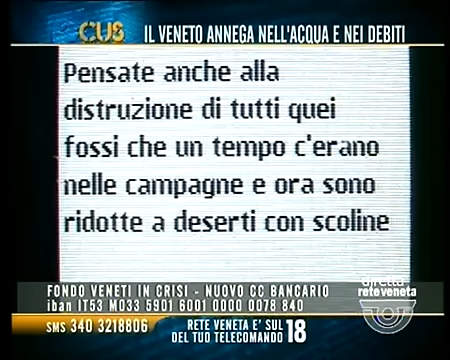 CUS IL VENETO ANNEGA NELL'ACQUA E NEI DEBITI
Pensate anche alla
distruzione di tutti quei
fossi che un tempo c'erano
nelle campagne e ora sono
ridotte a deserti con scoline
diretta
reteveneta
FONDO VENETI IN CRISI - NUOVO CC BANCARIO
iban IT53 M033 5901 6001 0000 0078 840
SMS 340 3218806
RETE VENETA E' SUL
DEL TUO TELECOMANDO 18